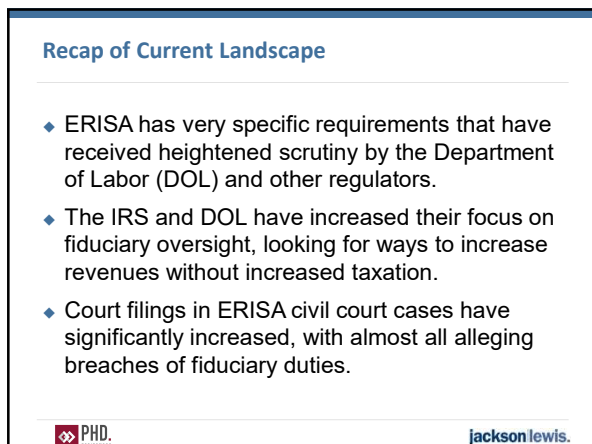 Recap of Current Landscape
◆ ERISA has very specific requirements that have
received heightened scrutiny by the Department
of Labor (DOL) and other regulators.
◆ The IRS and DOL have increased their focus on
fiduciary oversight, looking for ways to increase
revenues without increased taxation.
◆ Court filings in ERISA civil court cases have
significantly increased, with almost all alleging
breaches of fiduciary duties.
PHD.
jackson lewis.